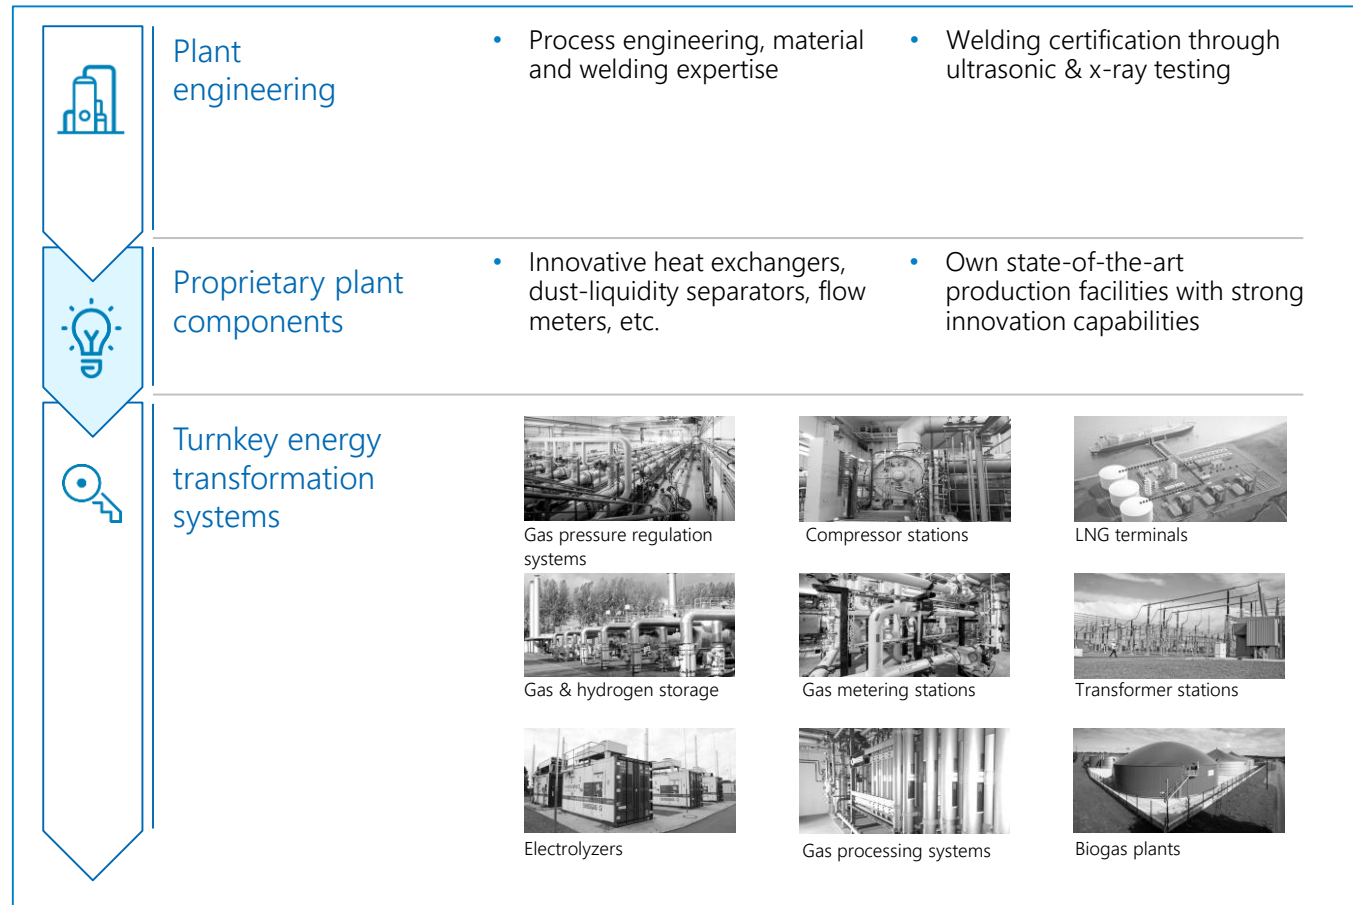 Plant
engineering
• Process engineering, material
and welding expertise
• Welding certification through
ultrasonic & x-ray testing
Proprietary plant
components
• Innovative heat exchangers,
dust-liquidity separators, flow
meters, etc.
• Own state-of-the-art
production facilities with strong
innovation capabilities
Turnkey energy
transformation
systems
Gas pressure regulation
systems
Compressor stations
LNG terminals
Gas & hydrogen storage
Gas metering stations
Transformer stations
Electrolyzers
Gas processing systems
Biogas plants